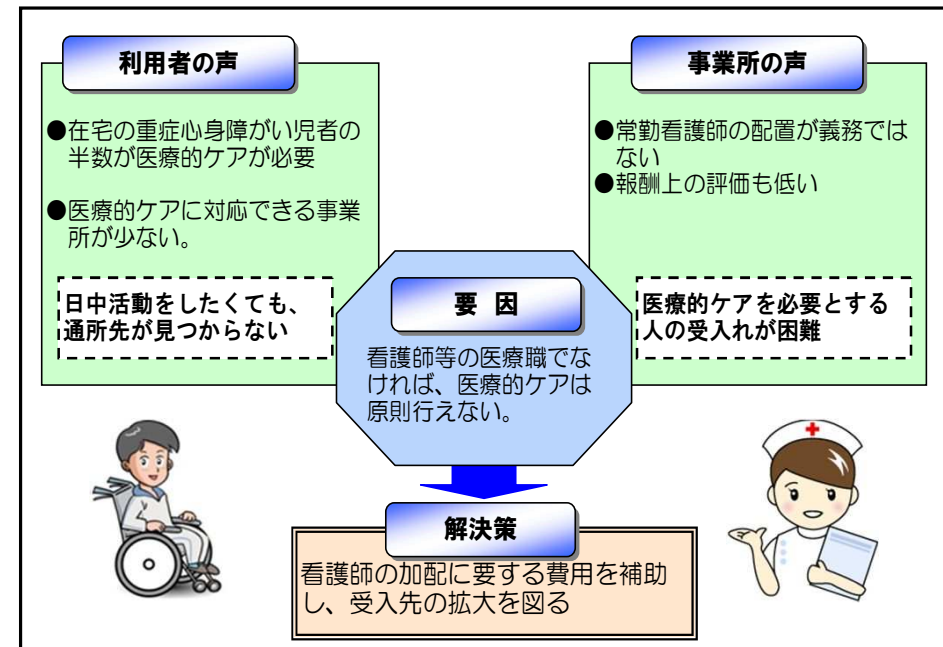 利用者の声
●在宅の重症心身障がい児者の
半数が医療的ケアが必要
●医療的ケアに対応できる事業
所が少ない。
日中活動をしたくても、
通所先が見つからない
事業所の声
●常勤看護師の配置が義務では
ない
●報酬上の評価も低い
医療的ケアを必要とする
人の受入れが困難
要 因
看護師等の医療職でな
ければ、医療的ケアは
原則行えない。
解決策
看護師の加配に要する費用を補助
し、受入先の拡大を図る